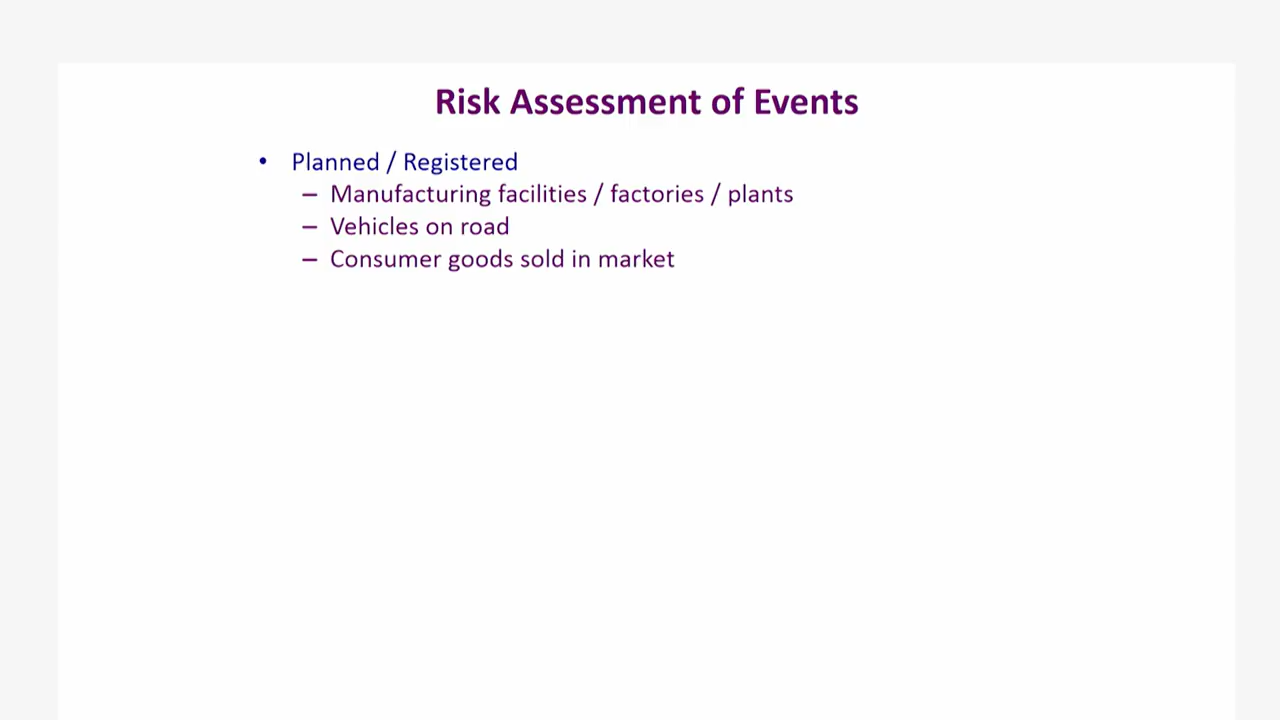 Risk Assessment of Events
• Planned / Registered
– Manufacturing facilities / factories / plants
– Vehicles on road
– Consumer goods sold in market